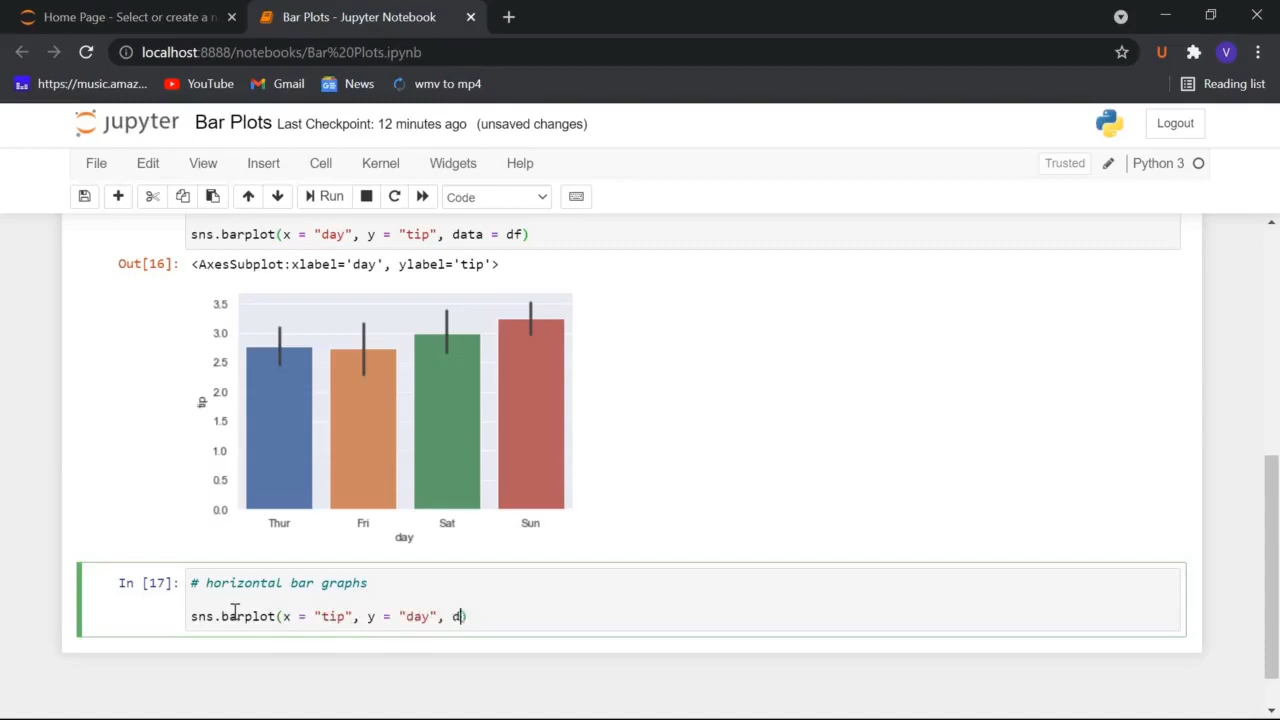 Home Page - Select or create a n
Bar Plots - Jupyter Notebook
localhost:8888/notebooks/Bar%20Plots.ipynb
U
V
https://music.amaz...
YouTube
Gmail
News
wmv to mp4
Reading list
jupyter
Bar Plots
Last Checkpoint: 12 minutes ago
(unsaved changes)
Logout
File
Edit
View
Insert
Cell
Kernel
Widgets
Help
Trusted
Python 3
Run
Code
sns.barplot(x = "day", y = "tip", data = df)
Out[16]:
<AxesSubplot:xlabel='day', ylabel='tip'>
3.5
3.0
2.5
2.0
1.5
1.0
0.5
0.0
tip
Thur
Fri
Sat
Sun
day
In [17]:
# horizontal bar graphs
sns.barplot(x = "tip", y = "day", d)